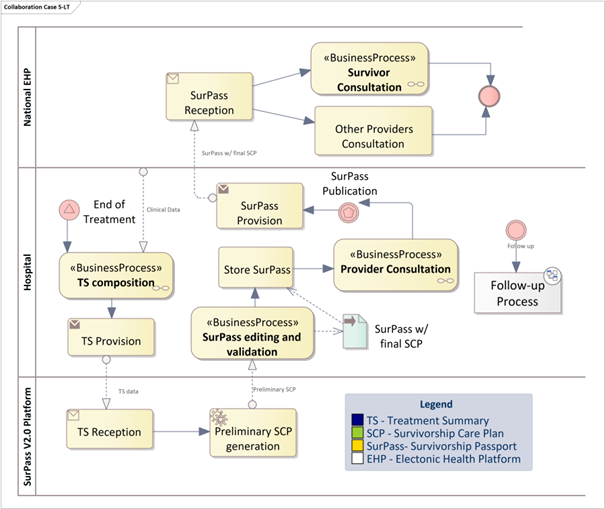 Collaboration Case 5-LT
National EHP
SurPass
Reception
«BusinessProcess»
Survivor
Consultation
Other Providers
Consultation
SurPass w/ final SCP
Hospital
End of
Treatment
Clinical Data
SurPass
Provision
SurPass
Publication
Follow up
«BusinessProcess»
TS composition
Store SurPass
«BusinessProcess»
Provider Consultation
Follow-up
Process
TS Provision
«BusinessProcess»
SurPass editing and
validation
SurPass w/
final SCP
TS data
Preliminary SCP
SurPass V2.0 Platform
TS Reception
Preliminary SCP
generation
Legend
TS - Treatment Summary
SCP - Survivorship Care Plan
SurPass- Survivorship Passport
EHP - Electonic Health Platform